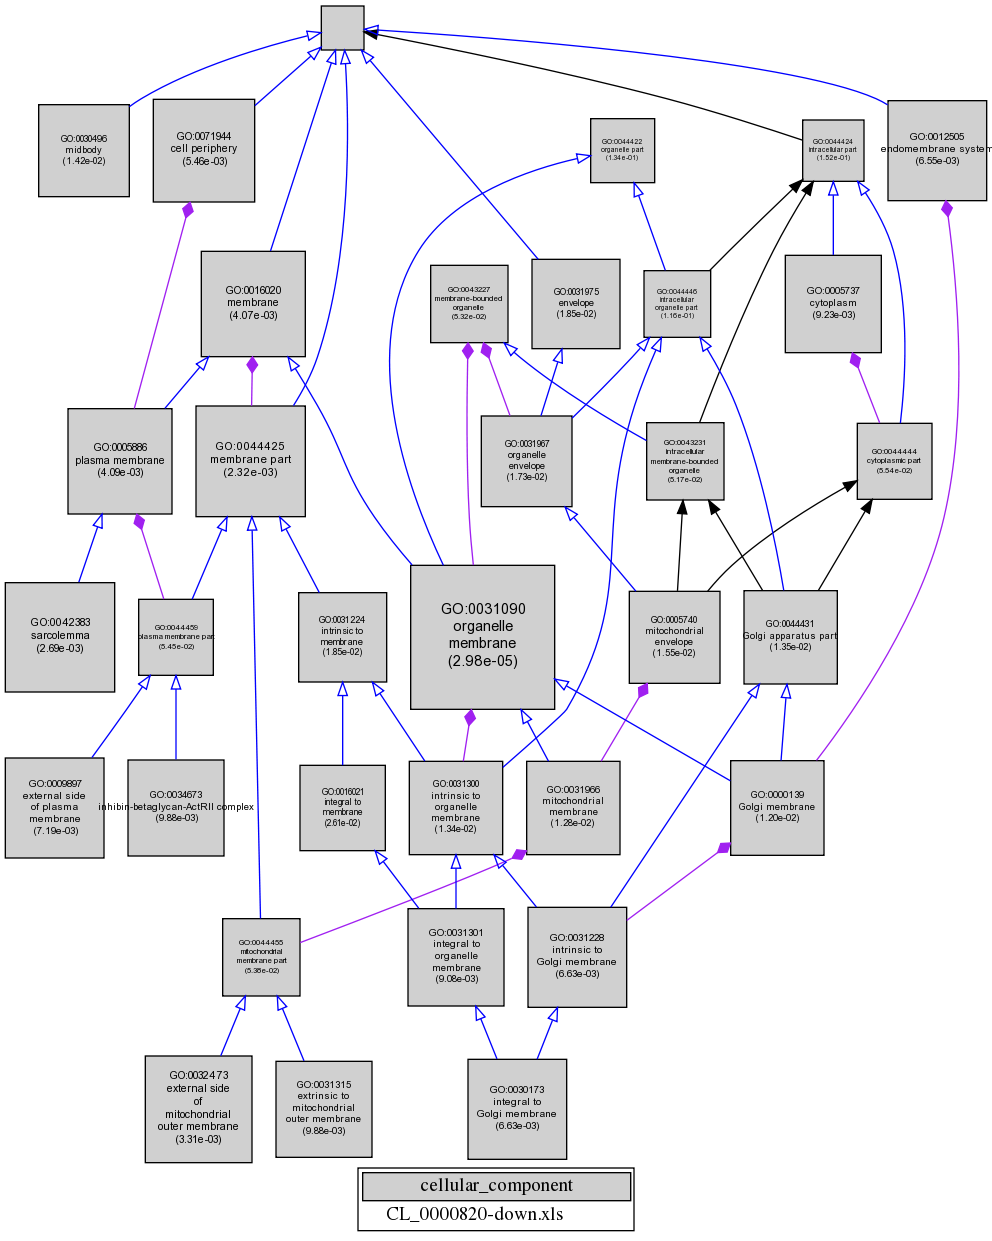 GO:0030496
midbody
(1.42e-02)
GO:0071944
cell periphery
(5.46e-03)
GO:0044422
organelle part
(1.34e-01)
GO:0044424
intracellular part
(1.52e-01)
GO:0012505
endomembrane system
(6.55e-03)
GO:0016020
membrane
(4.07e-03)
GO:0043227
membrane-bounded
organelle
(5.32e-02)
GO:0031975
envelope
(1.85e-02)
GO:0044446
intracellular
organelle part
(1.16e-01)
GO:0005737
cytoplasm
(9.23e-03)
GO:0005886
plasma membrane
(4.09e-03)
GO:0044425
membrane part
(2.32e-03)
GO:0031967
organelle
envelope
(1.73e-02)
GO:0043231
intracellular
membrane-bounded
organelle
(5.17e-02)
GO:0044444
cytoplasmic part
(5.54e-02)
GO:0042383
sarcolemma
(2.69e-03)
GO:0044459
plasma membrane part
(5.45e-02)
GO:0031224
intrinsic to
membrane
(1.85e-02)
GO:0031090
organelle
membrane
(2.98e-05)
GO:0005740
mitochondrial
envelope
(1.55e-02)
GO:0044431
Golgi apparatus part
(1.35e-02)
GO:0009897
external side
of plasma
membrane
(7.19e-03)
GO:0034673
inhibin-betaglycan-ActRII complex
(9.88e-03)
GO:0016021
integral to
membrane
(2.61e-02)
GO:0031300
intrinsic to
organelle
membrane
(1.34e-02)
GO:0031966
mitochondrial
membrane
(1.28e-02)
GO:0000139
Golgi membrane
(1.20e-02)
GO:0044455
mitochondrial
membrane part
(5.36e-02)
GO:0031301
integral to
organelle
membrane
(9.08e-03)
GO:0031228
intrinsic to
Golgi membrane
(6.63e-03)
GO:0032473
external side
of
mitochondrial
outer membrane
(3.31e-03)
GO:0031315
extrinsic to
mitochondrial
outer membrane
(9.88e-03)
GO:0030173
integral to
Golgi membrane
(6.63e-03)
cellular_component
CL_0000820-down.xls